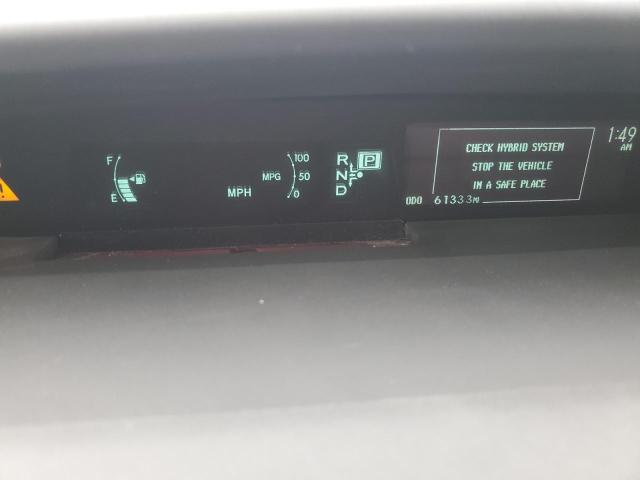 F
E
MPH
MPG
100
50
0
R
N
D
P
CHECK HYBRID SYSTEM
STOP THE VEHICLE
IN A SAFE PLACE
ODO 61333MI
1:49
AM